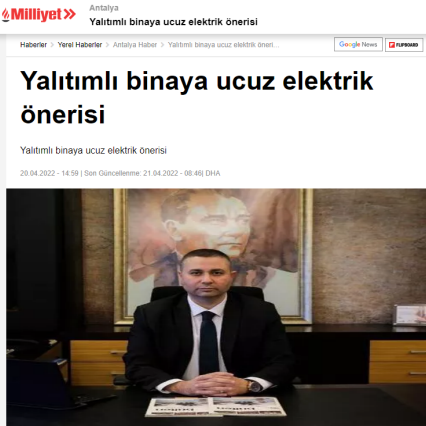 Milliyet
Antalya
Yalıtımlı binaya ucuz elektrik önerisi
Haberler > Yerel Haberler > Antalya Haber > Yalıtımlı binaya ucuz elektrik öneri...
Google News
FLIPBOARD
Yalıtımlı binaya ucuz elektrik
önerisi
Yalıtımlı binaya ucuz elektrik önerisi
20.04.2022 - 14:59 | Son Güncellenme: 21.04.2022 - 08:46| DHA